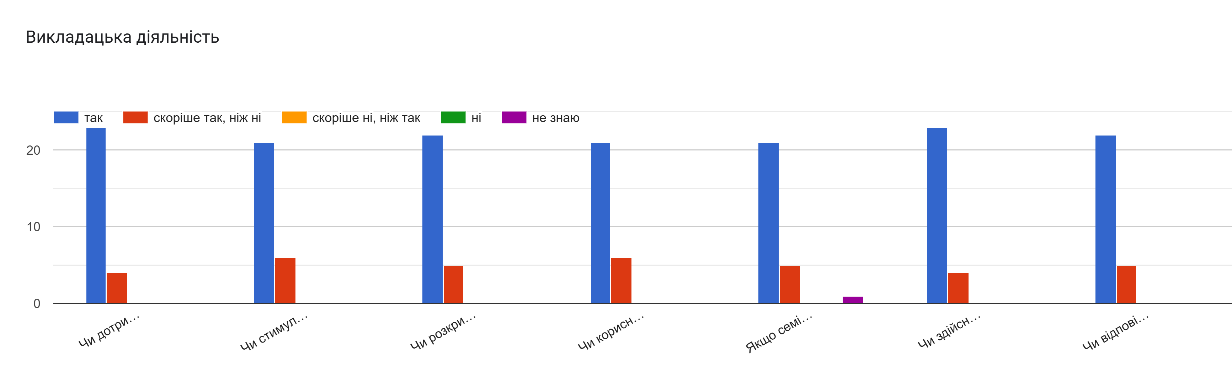 Викладацька діяльність
так скоріше так, ніж ні скоріше ні, ніж так ні не знаю
20
10
0
Чи дотри…
Чи стимул…
Чи розкри…
Чи корисн…
Якщо семі…
Чи здійсн…
Чи відпові…